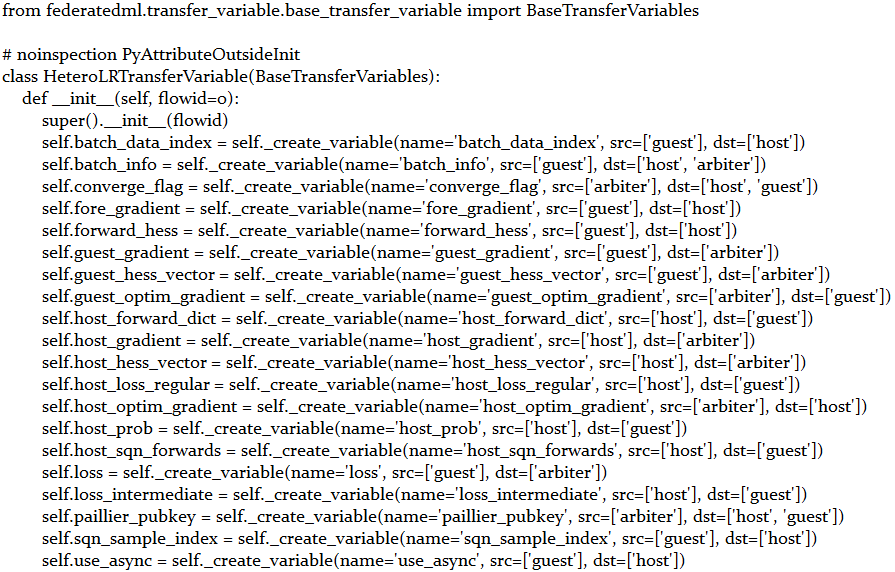 from federatedml.transfer_variable.base_transfer_variable import BaseTransferVariables

# noinspection PyAttributeOutsideInit
class HeteroLRTransferVariable(BaseTransferVariables):
    def __init__(self, flowid=0):
        super().__init__(flowid)
        self.batch_data_index = self._create_variable(name='batch_data_index', src=['guest'], dst=['host'])
        self.batch_info = self._create_variable(name='batch_info', src=['guest'], dst=['host', 'arbiter'])
        self.converge_flag = self._create_variable(name='converge_flag', src=['arbiter'], dst=['host', 'guest'])
        self.fore_gradient = self._create_variable(name='fore_gradient', src=['guest'], dst=['host'])
        self.forward_hess = self._create_variable(name='forward_hess', src=['guest'], dst=['host'])
        self.guest_gradient = self._create_variable(name='guest_gradient', src=['guest'], dst=['arbiter'])
        self.guest_hess_vector = self._create_variable(name='guest_hess_vector', src=['guest'], dst=['arbiter'])
        self.guest_optim_gradient = self._create_variable(name='guest_optim_gradient', src=['arbiter'], dst=['guest'])
        self.host_forward_dict = self._create_variable(name='host_forward_dict', src=['host'], dst=['guest'])
        self.host_gradient = self._create_variable(name='host_gradient', src=['host'], dst=['arbiter'])
        self.host_hess_vector = self._create_variable(name='host_hess_vector', src=['host'], dst=['arbiter'])
        self.host_loss_regular = self._create_variable(name='host_loss_regular', src=['host'], dst=['guest'])
        self.host_optim_gradient = self._create_variable(name='host_optim_gradient', src=['arbiter'], dst=['host'])
        self.host_prob = self._create_variable(name='host_prob', src=['host'], dst=['guest'])
        self.host_sqn_forwards = self._create_variable(name='host_sqn_forwards', src=['host'], dst=['guest'])
        self.loss = self._create_variable(name='loss', src=['guest'], dst=['arbiter'])
        self.loss_intermediate = self._create_variable(name='loss_intermediate', src=['host'], dst=['guest'])
        self.paillier_pubkey = self._create_variable(name='paillier_pubkey', src=['arbiter'], dst=['host', 'guest'])
        self.sqn_sample_index = self._create_variable(name='sqn_sample_index', src=['guest'], dst=['host'])
        self.use_async = self._create_variable(name='use_async', src=['guest'], dst=['host'])